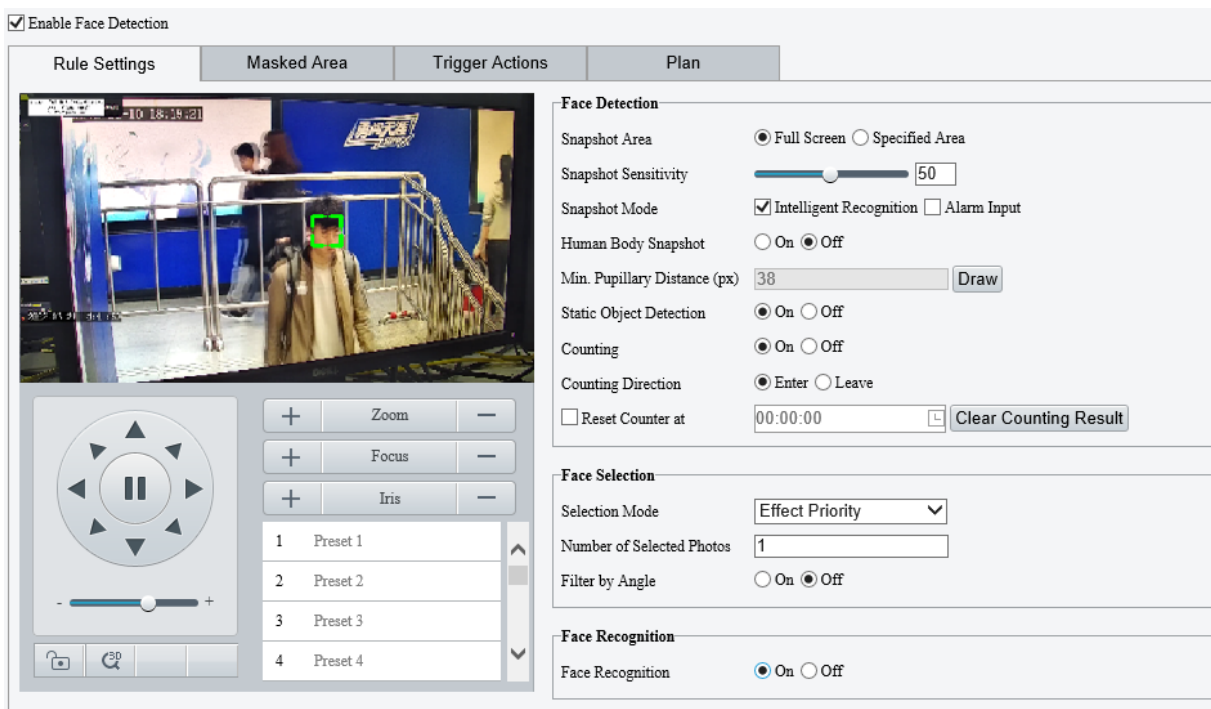 Enable Face Detection
Rule Settings
Masked Area
Trigger Actions
Plan
10 18:19:21
Zoom
Focus
Iris
1 Preset 1
2 Preset 2
3 Preset 3
4 Preset 4
- +
3D
Face Detection
Snapshot Area Full Screen Specified Area
Snapshot Sensitivity 50
Snapshot Mode Intelligent Recognition Alarm Input
Human Body Snapshot On Off
Min. Pupillary Distance (px) 38 Draw
Static Object Detection On Off
Counting On Off
Counting Direction Enter Leave
Reset Counter at 00:00:00 Clear Counting Result
Face Selection
Selection Mode Effect Priority
Number of Selected Photos 1
Filter by Angle On Off
Face Recognition
Face Recognition On Off